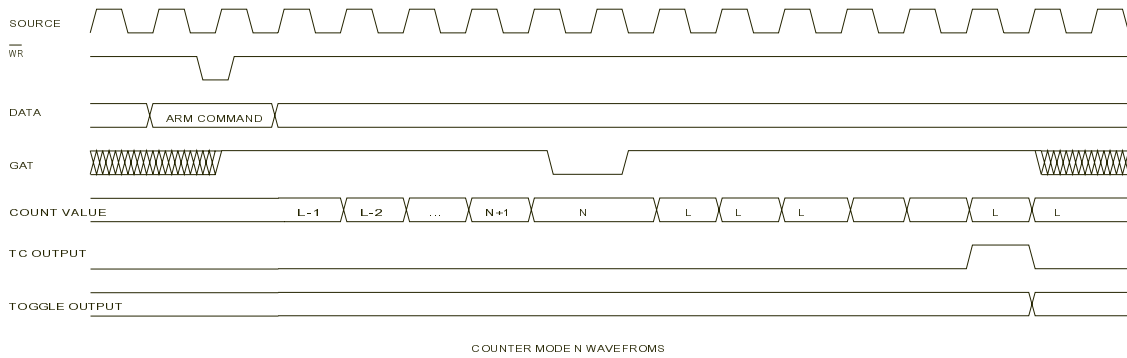 SOURCE
WR
DATA
ARM COMMAND
GAT
COUNT VALUE L-1 L-2 ... N+1 N L L L L L
TC OUTPUT
TOGGLE OUTPUT
COUNTER MODE N WAVEFROMS